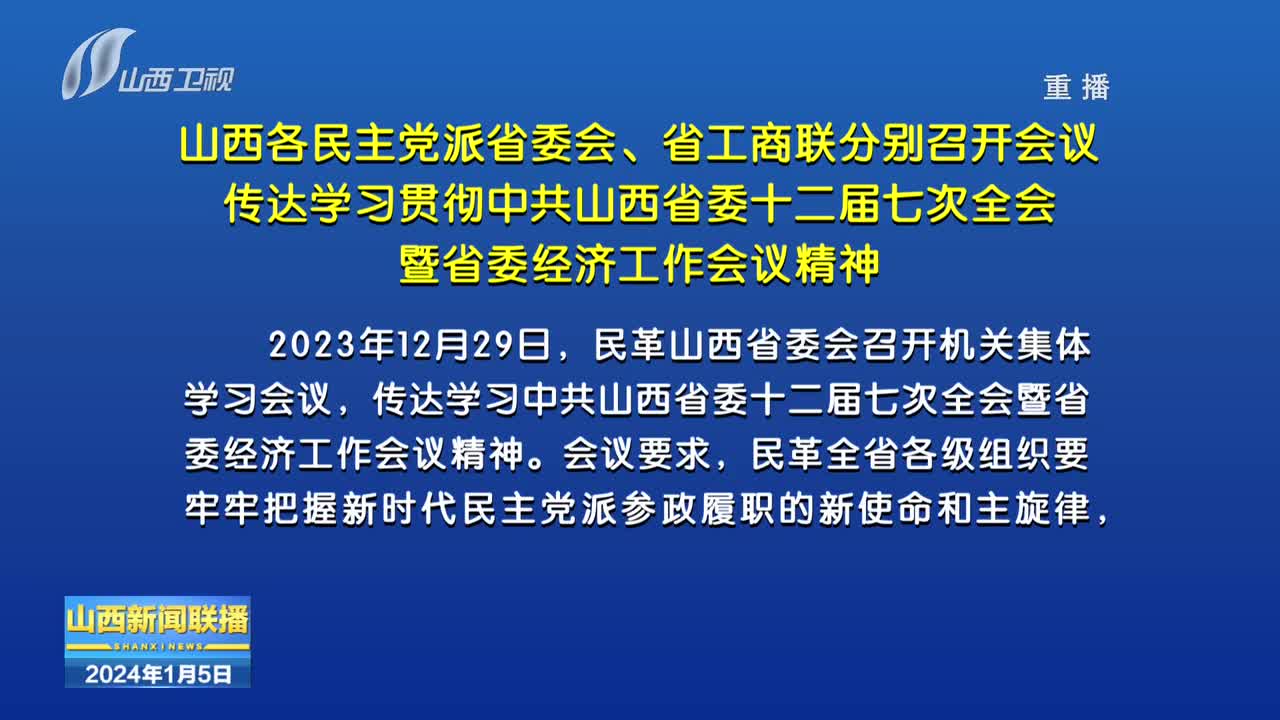 山西卫视
重播
山西各民主党派省委会、省工商联分别召开会议
传达学习贯彻中共山西省委十二届七次全会
暨省委经济工作会议精神
2023年12月29日，民革山西省委会召开机关集体
学习会议，传达学习中共山西省委十二届七次全会暨省
委经济工作会议精神。会议要求，民革全省各级组织要
牢牢把握新时代民主党派参政履职的新使命和主旋律，
山西新闻联播
SHANXI NEWS
2024年1月5日